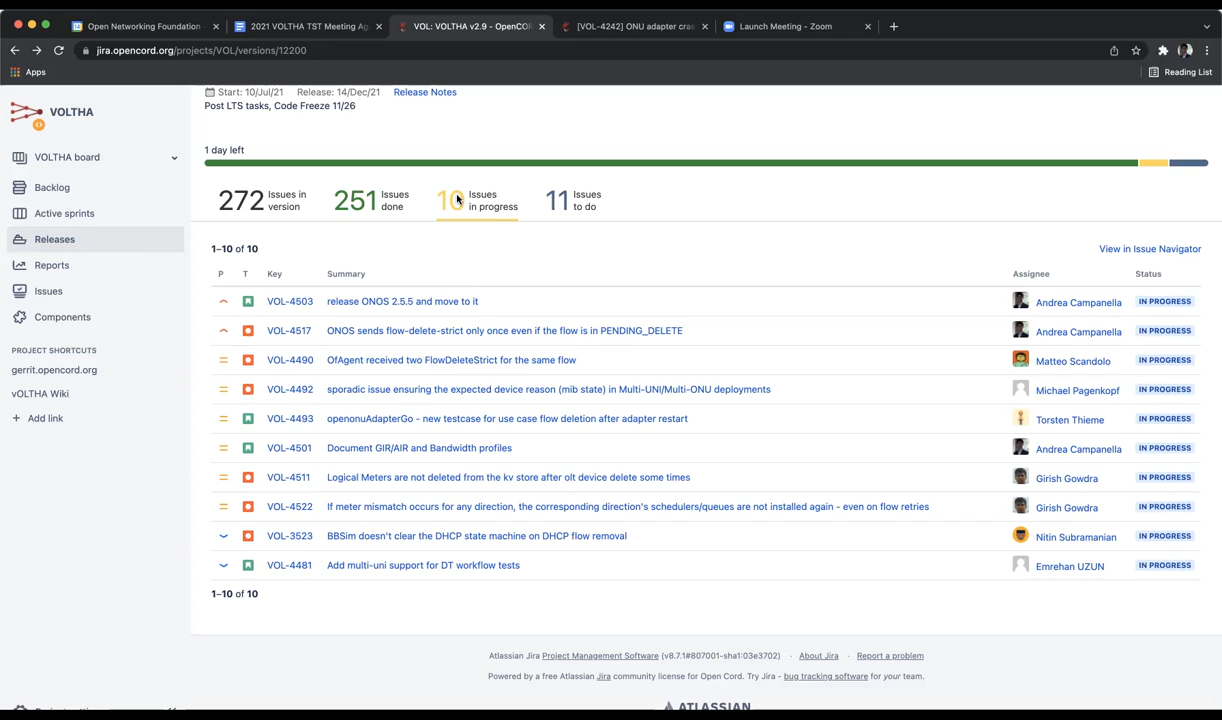 Open Networking Foundation
2021 VOLTHA TST Meeting Ag
VOL: VOLTHA v2.9 - OpenCOR
[VOL-4242] ONU adapter cras
Launch Meeting - Zoom
jira.opencord.org/projects/VOL/versions/12200
Apps
Reading List
VOLTHA
VOLTHA board
Backlog
Active sprints
Releases
Reports
Issues
Components
PROJECT SHORTCUTS
gerrit.opencord.org
vOLTHA Wiki
+ Add link
Start: 10/Jul/21 Release: 14/Dec/21 Release Notes
Post LTS tasks, Code Freeze 11/26
1 day left
272 Issues in version
251 Issues done
10 Issues in progress
11 Issues to do
1–10 of 10
View in Issue Navigator
P T Key Summary Assignee Status
VOL-4503 release ONOS 2.5.5 and move to it Andrea Campanella IN PROGRESS
VOL-4517 ONOS sends flow-delete-strict only once even if the flow is in PENDING_DELETE Andrea Campanella IN PROGRESS
VOL-4490 OfAgent received two FlowDeleteStrict for the same flow Matteo Scandolo IN PROGRESS
VOL-4492 sporadic issue ensuring the expected device reason (mib state) in Multi-UNI/Multi-ONU deployments Michael Pagenkopf IN PROGRESS
VOL-4493 openonuAdapterGo - new testcase for use case flow deletion after adapter restart Torsten Thieme IN PROGRESS
VOL-4501 Document GIR/AIR and Bandwidth profiles Andrea Campanella IN PROGRESS
VOL-4511 Logical Meters are not deleted from the kv store after olt device delete some times Girish Gowdra IN PROGRESS
VOL-4522 If meter mismatch occurs for any direction, the corresponding direction's schedulers/queues are not installed again - even on flow retries Girish Gowdra IN PROGRESS
VOL-3523 BBSim doesn't clear the DHCP state machine on DHCP flow removal Nitin Subramanian IN PROGRESS
VOL-4481 Add multi-uni support for DT workflow tests Emrehan UZUN IN PROGRESS
1–10 of 10
Atlassian Jira Project Management Software (v8.7.1#807001-sha1:03e3702) · About Jira · Report a problem
Powered by a free Atlassian Jira community license for Open Cord. Try Jira - bug tracking software for your team.
ATLASSIAN